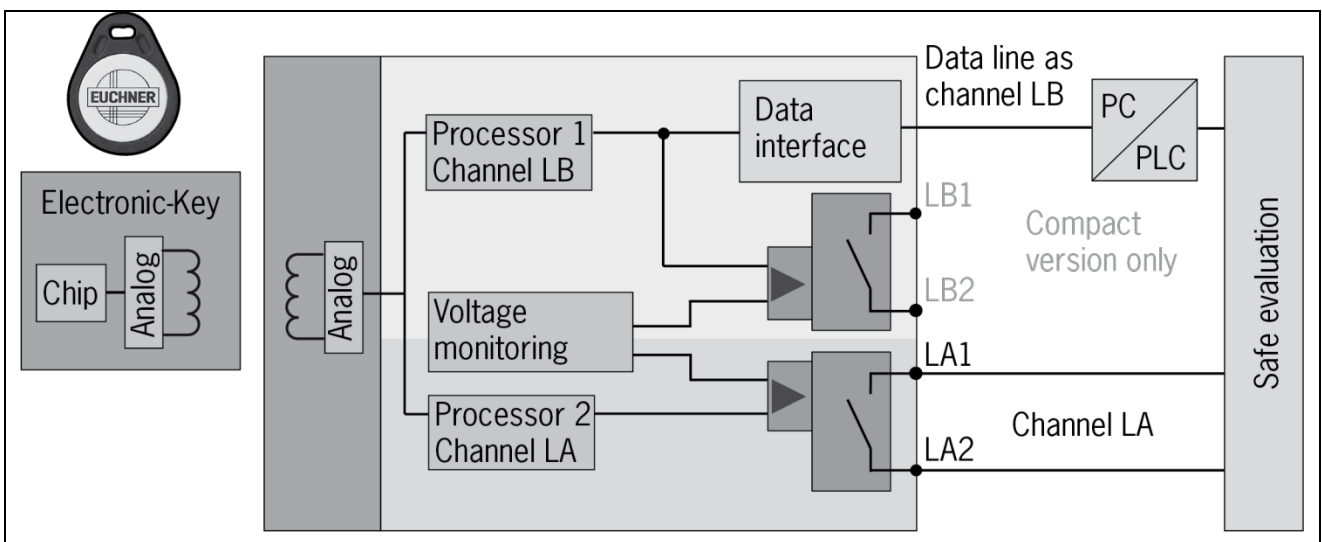 EUCHNER
Electronic-Key
Chip
Analog
Analog
Processor 1
Channel LB
Voltage
monitoring
Processor 2
Channel LA
Data
interface
Data line as
channel LB
PC
PLC
LB1
LB2
Compact
version only
LA1
LA2
Channel LA
Safe evaluation